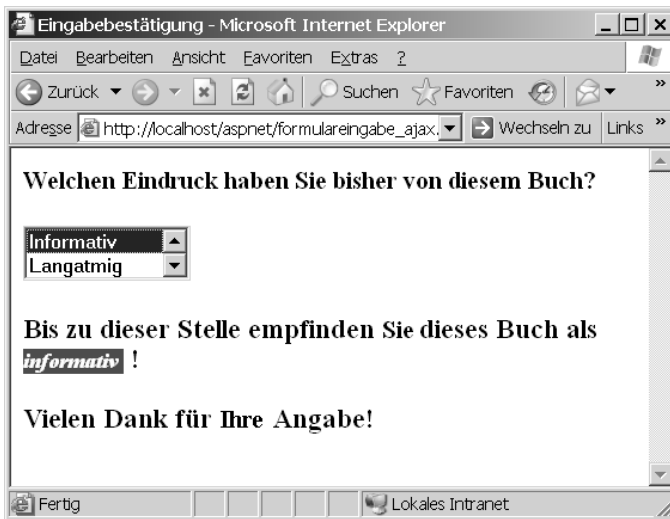 Eingabebestätigung - Microsoft Internet Explorer
Datei Bearbeiten Ansicht Favoriten Extras ?
Zurück Suchen Favoriten »
Adresse http://localhost/aspnet/formulareingabe_ajax. Wechseln zu Links »
Welchen Eindruck haben Sie bisher von diesem Buch?
Informativ
Langatmig
Bis zu dieser Stelle empfinden Sie dieses Buch als
informativ !
Vielen Dank für Ihre Angabe!
Fertig Lokales Intranet